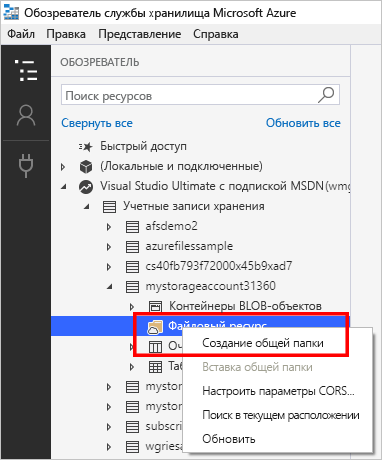 Обозреватель службы хранилища Microsoft Azure
Файл Правка Представление Справка
ОБОЗРЕВАТЕЛЬ
Поиск ресурсов
Свернуть все Обновить все
Быстрый доступ
(Локальные и подключенные)
Visual Studio Ultimate с подпиской MSDN(wmg
Учетные записи хранения
afsdemo2
azurefilessample
cs40fb793f72000x45b9xad7
mystorageaccount31360
Контейнеры BLOB-объектов
Файловый ресурс
Создание общей папки
Оч
Вставка общей папки
Таб
Настроить параметры CORS...
mystor
Поиск в текущем расположении
mystor
Обновить
subscri
wgries